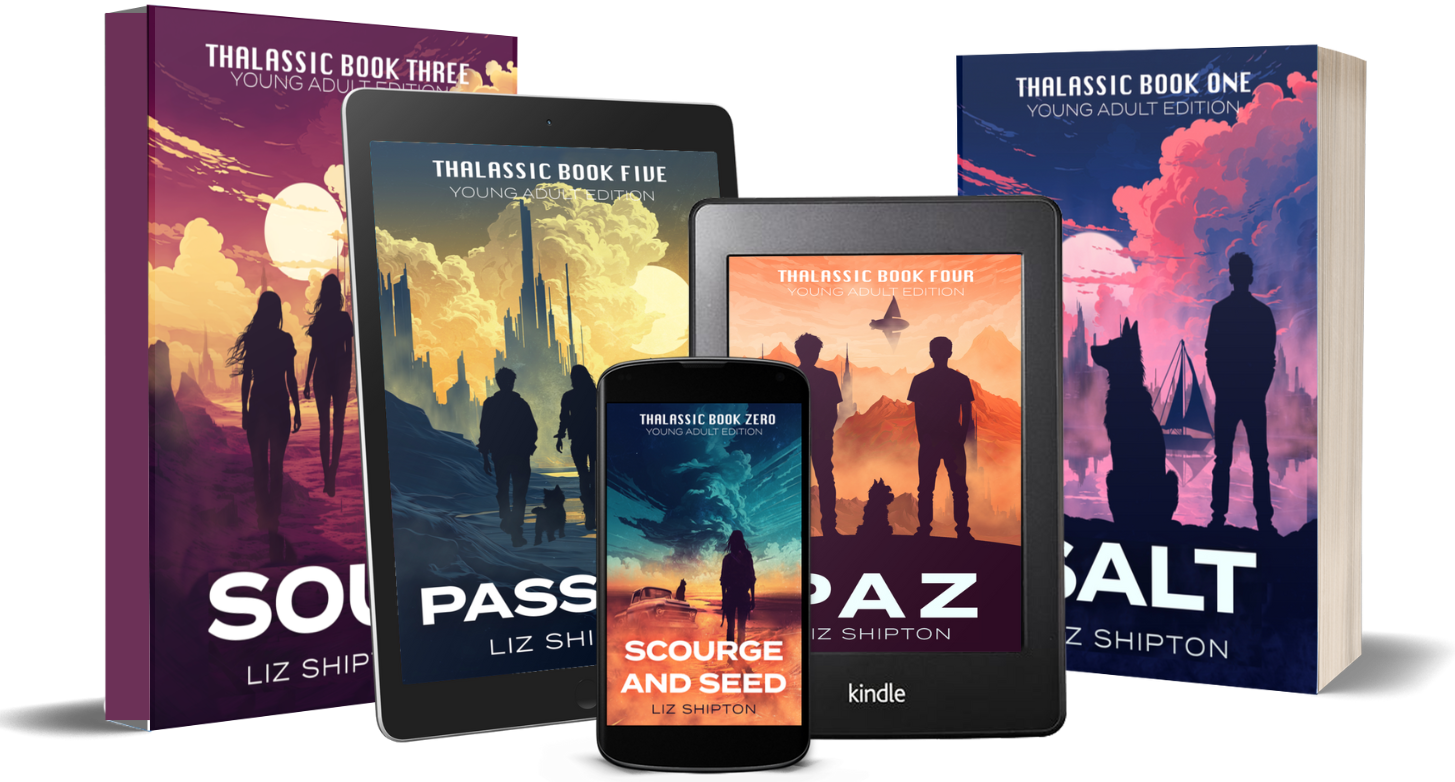 THALASSIC BOOK THREE
YOUNG ADULT EDITION
SOU
LIZ SHIP
THALASSIC BOOK FIVE
YOUNG ADULT EDITION
PASS
LIZ SHI
THALASSIC BOOK ZERO
YOUNG ADULT EDITION
SCOURGE
AND SEED
LIZ SHIPTON
THALASSIC BOOK FOUR
YOUNG ADULT EDITION
PAZ
IZ SHIPTON
kindle
THALASSIC BOOK ONE
YOUNG ADULT EDITION
SALT
Z SHIPTON